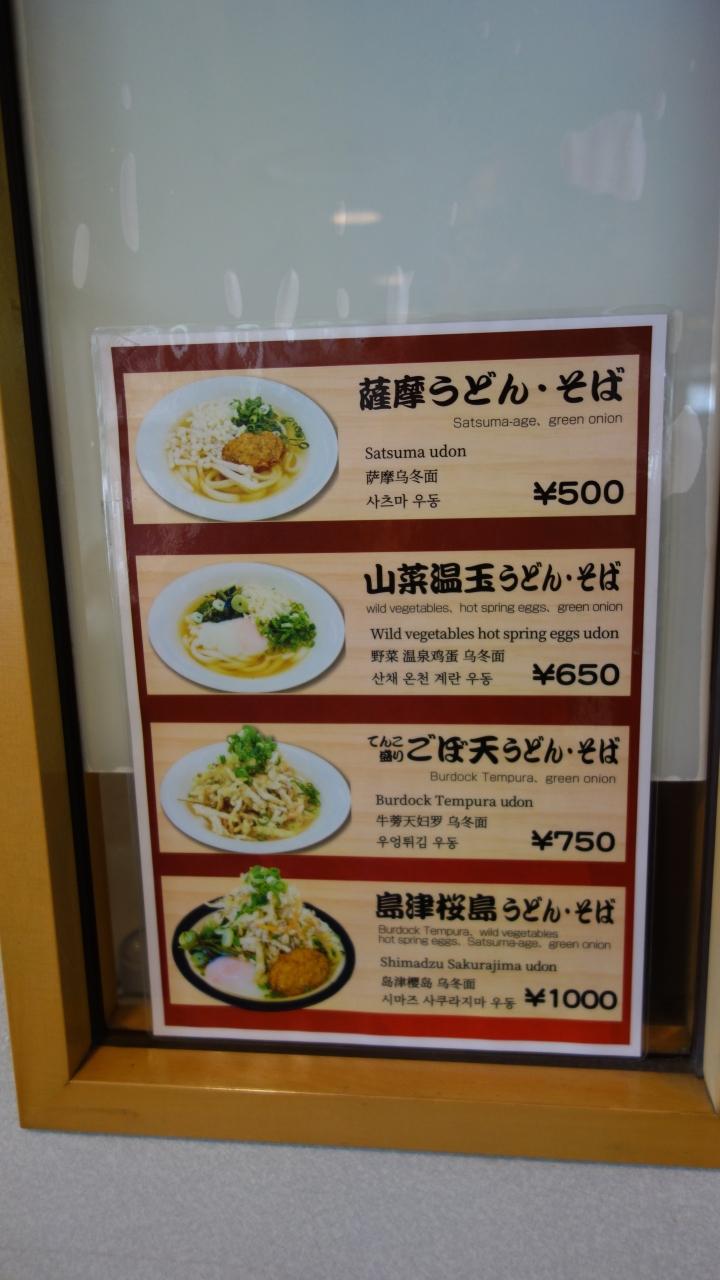 薩摩うどん・そば
Satsuma-age、green onion
Satsuma udon
萨摩乌冬面
사츠마 우동
¥500
山菜温玉うどん・そば
wild vegetables、hot spring eggs、green onion
Wild vegetables hot spring eggs udon
野菜 温泉鸡蛋 乌冬面
산채 온천 계란 우동
¥650
てんこ盛り ごぼ天うどん・そば
Burdock Tempura、green onion
Burdock Tempura udon
牛蒡天妇罗 乌冬面
우엉튀김 우동
¥750
島津桜島うどん・そば
Burdock Tempura、wild vegetables
hot spring eggs、Satsuma-age、green onion
Shimadzu Sakurajima udon
岛津樱岛 乌冬面
시마즈 사쿠라지마 우동
¥1000